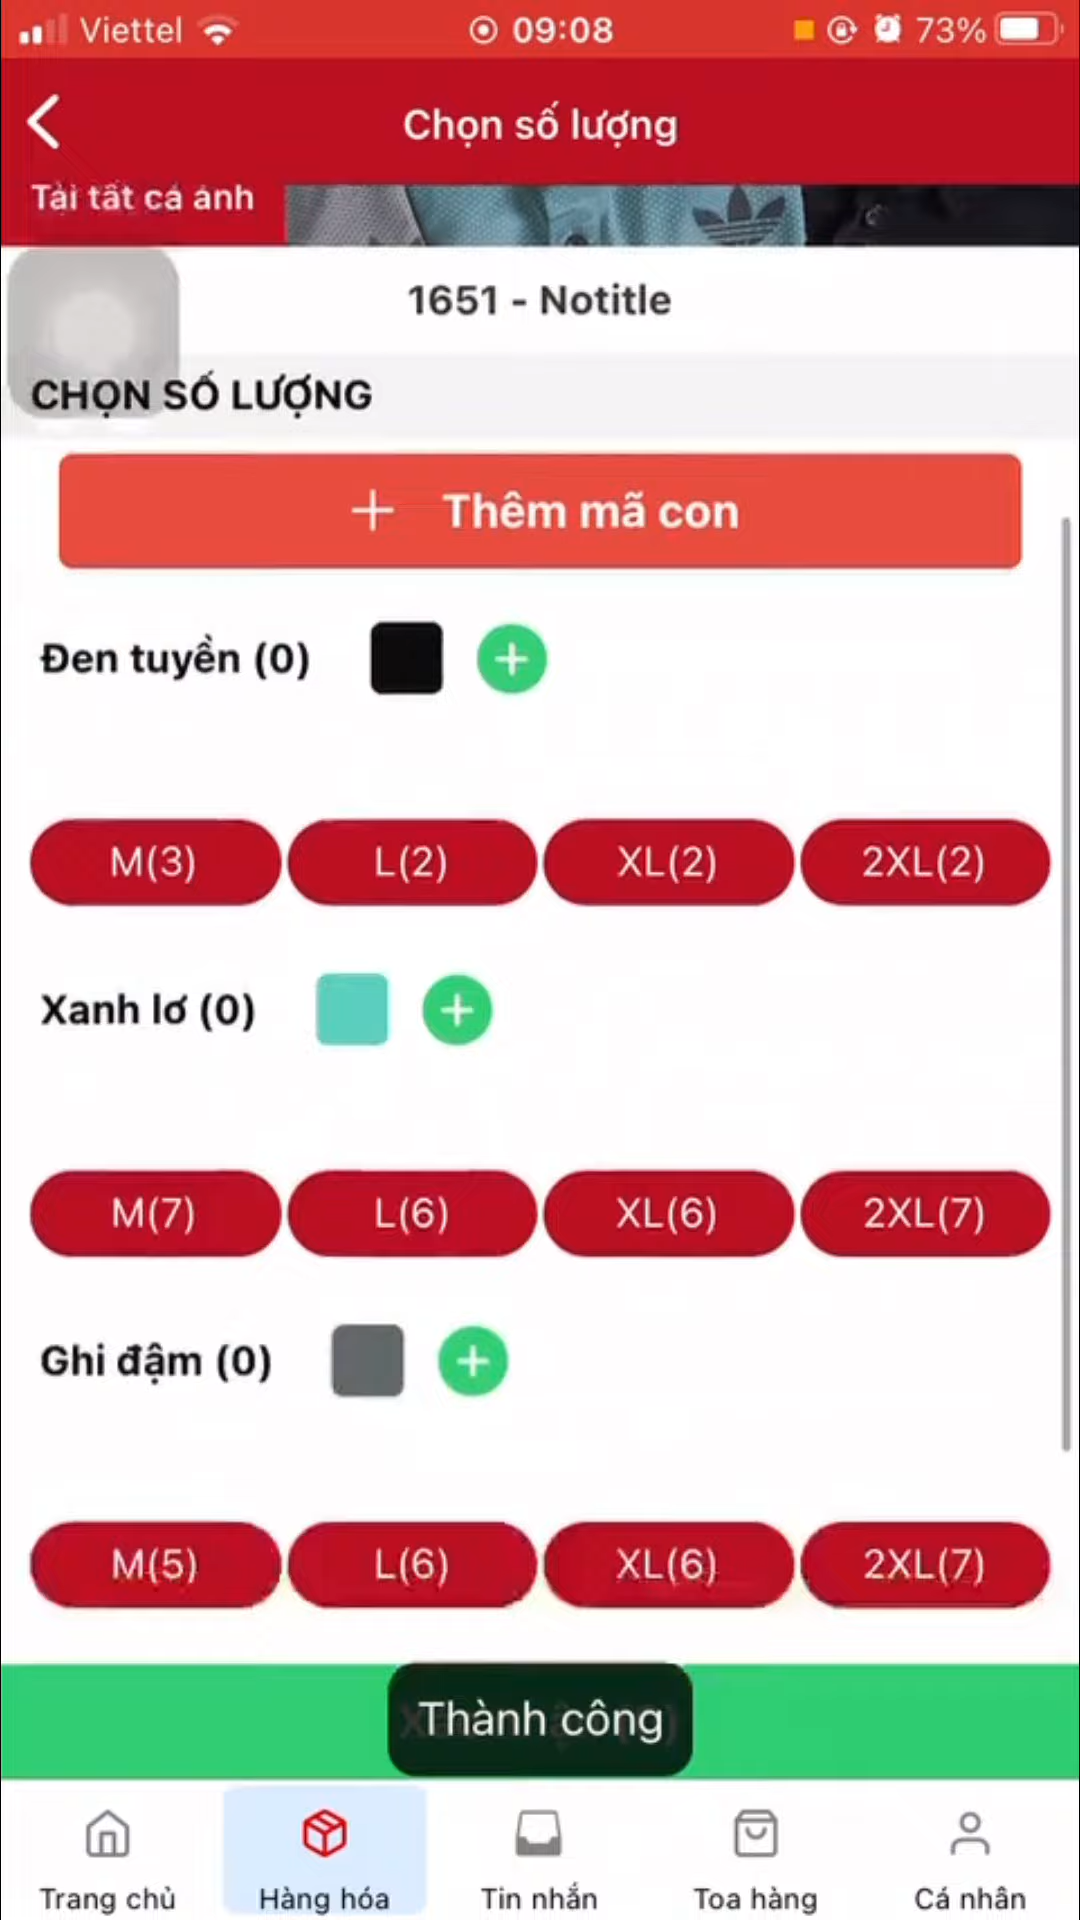 Viettel 09:08 73%
Chọn số lượng
Tải tất cả ảnh
1651 - Notitle
CHỌN SỐ LƯỢNG
+ Thêm mã con
Đen tuyền (0) +
M(3) L(2) XL(2) 2XL(2)
Xanh lơ (0) +
M(7) L(6) XL(6) 2XL(7)
Ghi đậm (0) +
M(5) L(6) XL(6) 2XL(7)
Thành công
Trang chủ Hàng hóa Tin nhắn Toa hàng Cá nhân